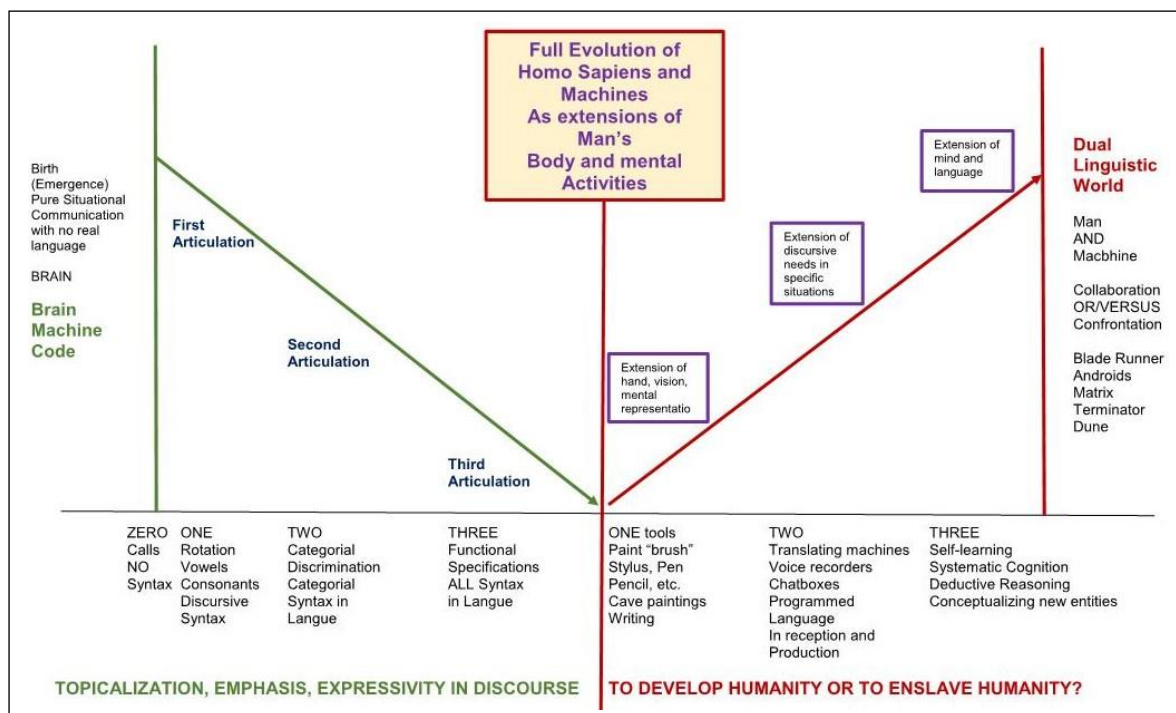 Full Evolution of
Homo Sapiens and
Machines
As extensions of
Man's
Body and mental
Activities
Birth
(Emergence)
Pure Situational
Communication
with no real
language
BRAIN
Brain
Machine
Code
First
Articulation
Second
Articulation
Third
Articulation
Extension of
hand, vision,
mental
representatio
Extension of
discursive
needs in
specific
situations
Extension of
mind and
language
Dual
Linguistic
World
Man
AND
Macbhine
Collaboration
OR/VERSUS
Confrontation
Blade Runner
Androids
Matrix
Terminator
Dune
ZERO
Calls
NO
Syntax
ONE
Rotation
Vowels
Consonants
Discursive
Syntax
TWO
Categorial
Discrimination
Categorial
Syntax in
Langue
THREE
Functional
Specifications
ALL Syntax
in Langue
ONE tools
Paint “brush”
Stylus, Pen
Pencil, etc.
Cave paintings
Writing
TWO
Translating machines
Voice recorders
Chatboxes
Programmed
Language
In reception and
Production
THREE
Self-learning
Systematic Cognition
Deductive Reasoning
Conceptualizing new entities
TOPICALIZATION, EMPHASIS, EXPRESSIVITY IN DISCOURSE
TO DEVELOP HUMANITY OR TO ENSLAVE HUMANITY?